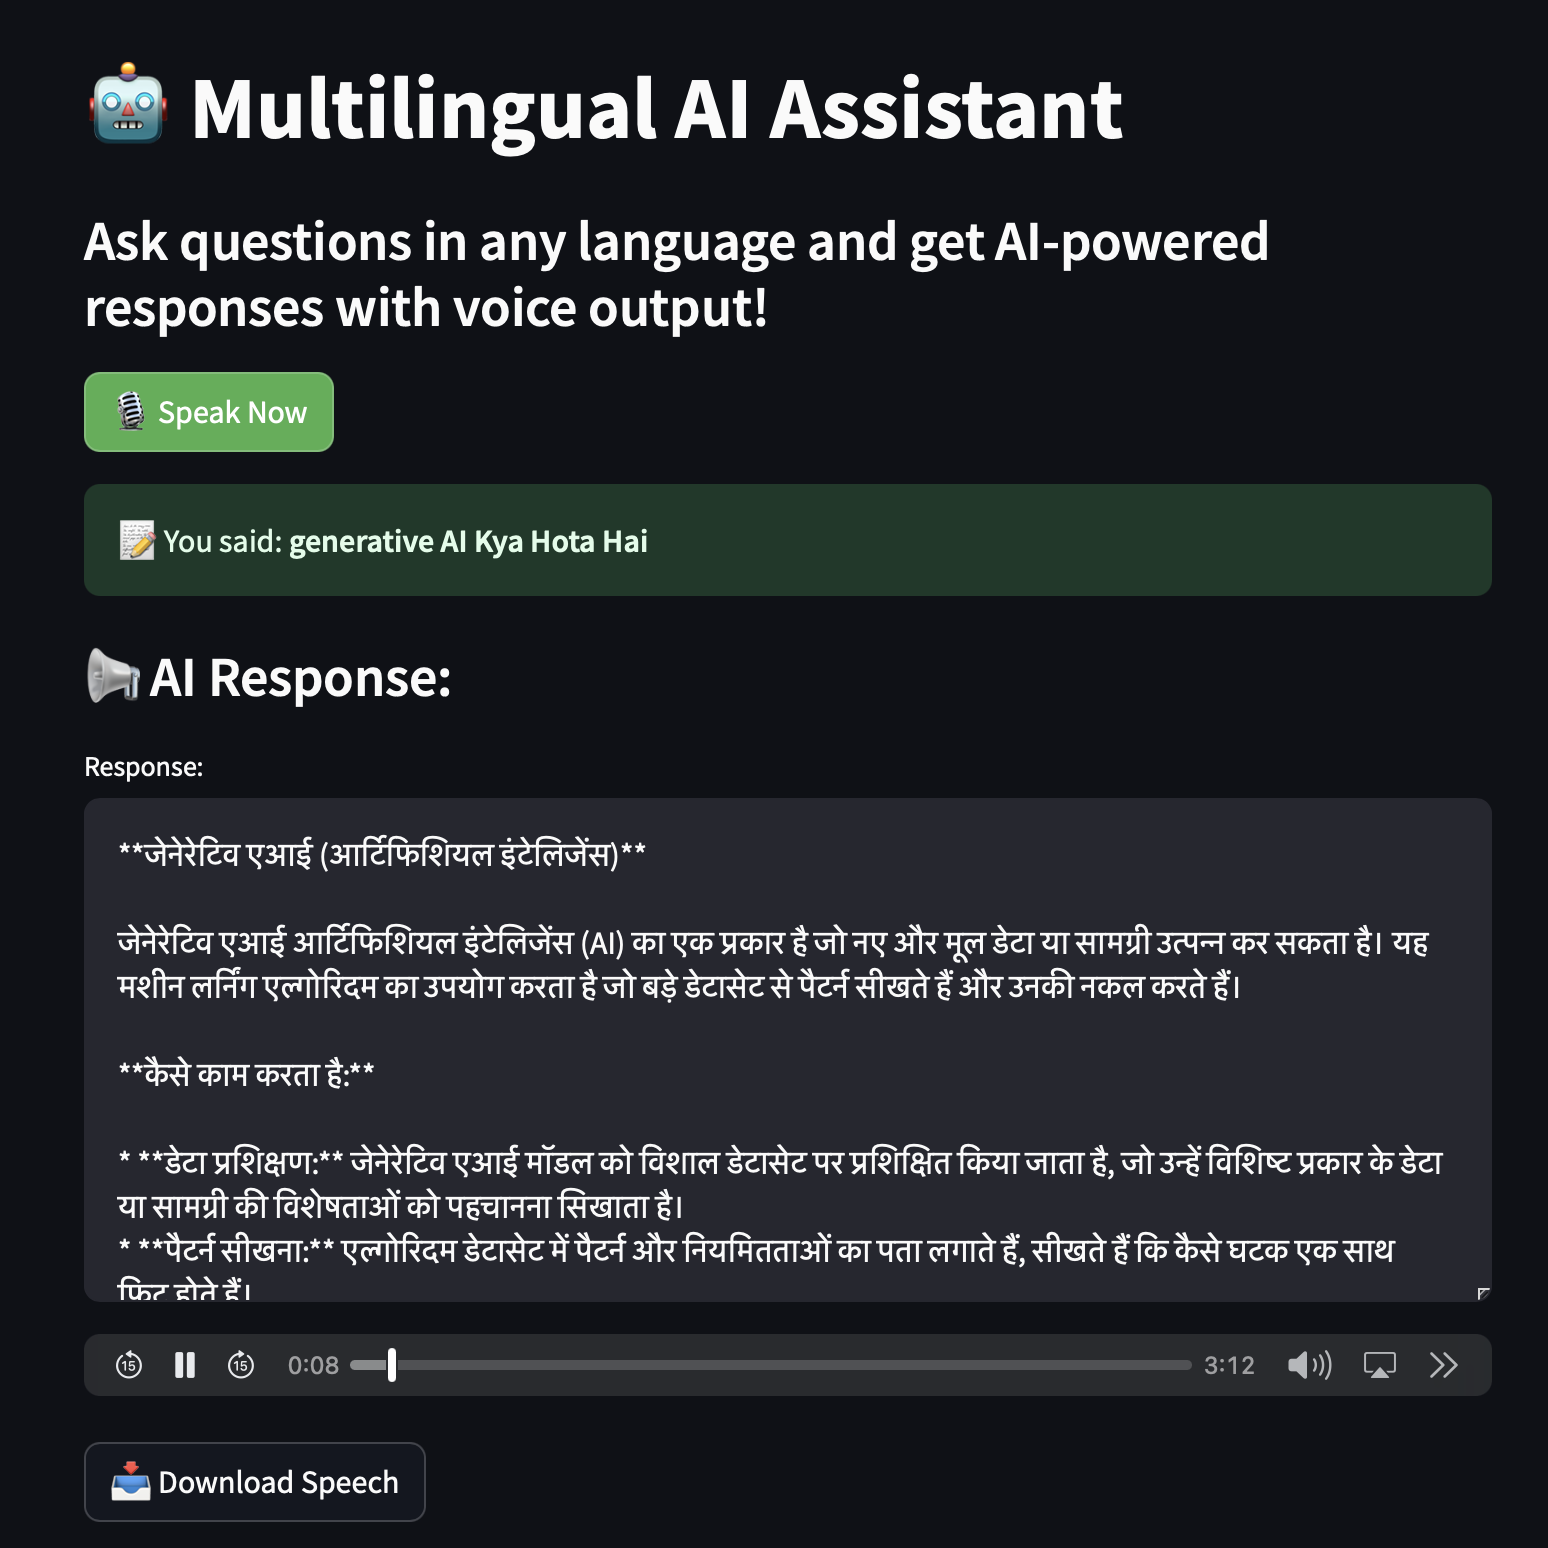 Multilingual AI Assistant
Ask questions in any language and get AI-powered
responses with voice output!
Speak Now
You said: generative AI Kya Hota Hai
AI Response:
Response:
**जेनेरेटिव एआई (आर्टिफिशियल इंटेलिजेंस)**
जेनेरेटिव एआई आर्टिफिशियल इंटेलिजेंस (AI) का एक प्रकार है जो नए और मूल डेटा या सामग्री उत्पन्न कर सकता है। यह
मशीन लर्निंग एल्गोरिदम का उपयोग करता है जो बड़े डेटासेट से पैटर्न सीखते हैं और उनकी नकल करते हैं।
**कैसे काम करता है:**
* **डेटा प्रशिक्षण:** जेनेरेटिव एआई मॉडल को विशाल डेटासेट पर प्रशिक्षित किया जाता है, जो उन्हें विशिष्ट प्रकार के डेटा
या सामग्री की विशेषताओं को पहचानना सिखाता है।
* **पैटर्न सीखना:** एल्गोरिदम डेटासेट में पैटर्न और नियमितताओं का पता लगाते हैं, सीखते हैं कि कैसे घटक एक साथ
फिट होते हैं।
15 15 0:08 3:12
Download Speech